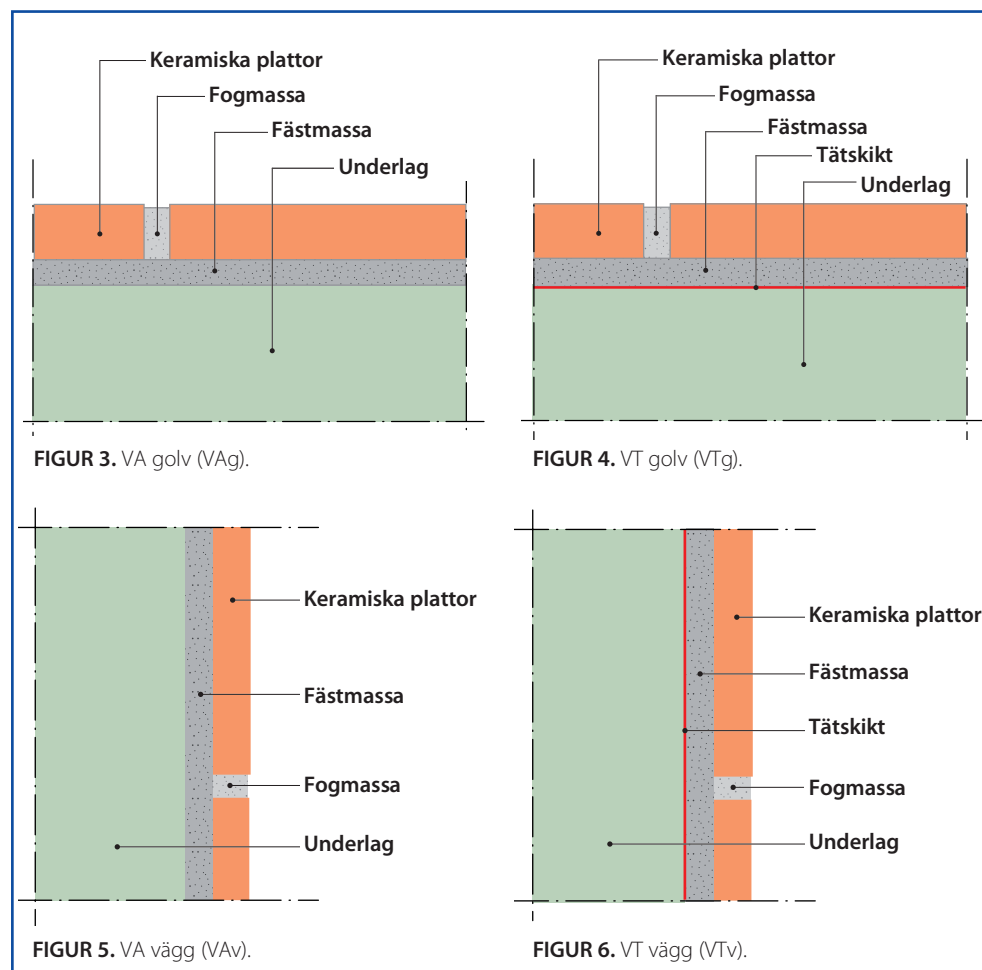 Keramiska plattor
Fogmassa
Fästmassa
Underlag
FIGUR 3. VA golv (VAg).
Keramiska plattor
Fogmassa
Fästmassa
Tätskikt
Underlag
FIGUR 4. VT golv (VTg).
Keramiska plattor
Fästmassa
Fogmassa
Underlag
FIGUR 5. VA vägg (VAv).
Keramiska plattor
Fästmassa
Tätskikt
Fogmassa
Underlag
FIGUR 6. VT vägg (VTv).